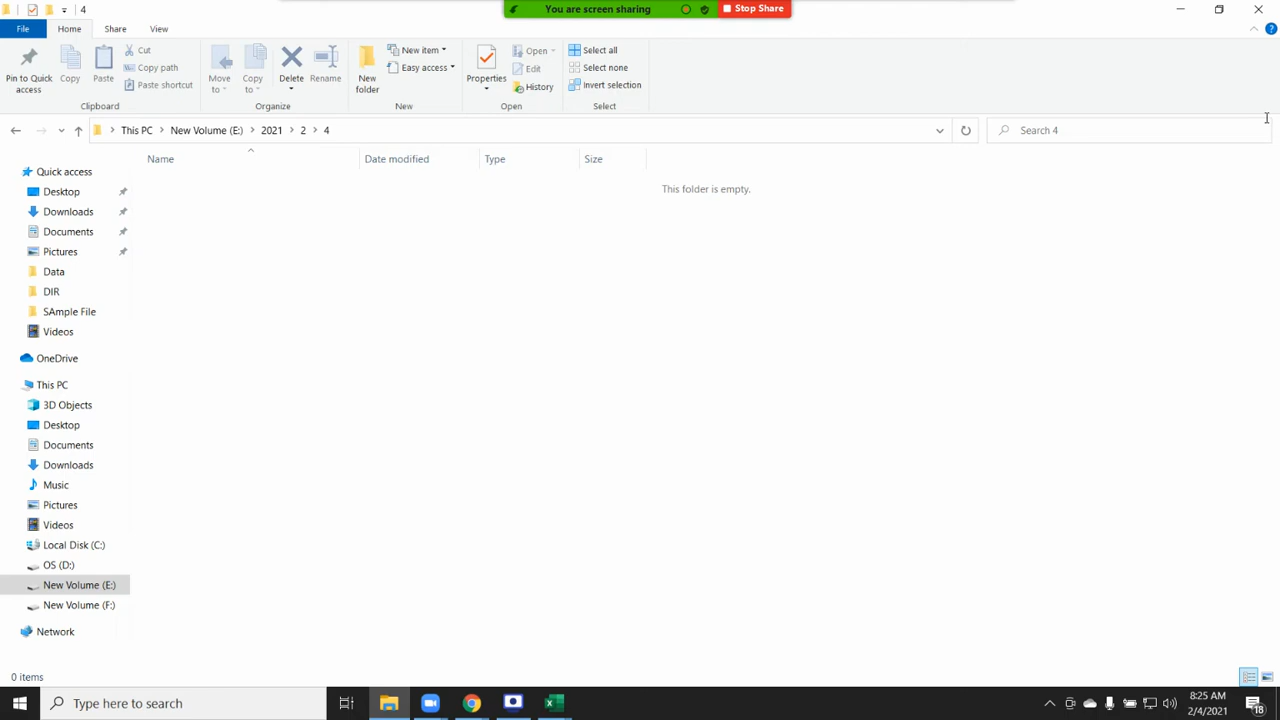 4
You are screen sharing
Stop Share
File Home Share View
Pin to Quick access
Copy
Paste
Cut
Copy path
Paste shortcut
Clipboard
Move to
Copy to
Delete
Rename
Organize
New folder
New item
Easy access
New
Properties
Open
Edit
History
Open
Select all
Select none
Invert selection
Select
This PC New Volume (E:) 2021 2 4
Search 4
Name Date modified Type Size
This folder is empty.
Quick access
Desktop
Downloads
Documents
Pictures
Data
DIR
SAmple File
Videos
OneDrive
This PC
3D Objects
Desktop
Documents
Downloads
Music
Pictures
Videos
Local Disk (C:)
OS (D:)
New Volume (E:)
New Volume (F:)
Network
0 items
Type here to search
8:25 AM
2/4/2021
18